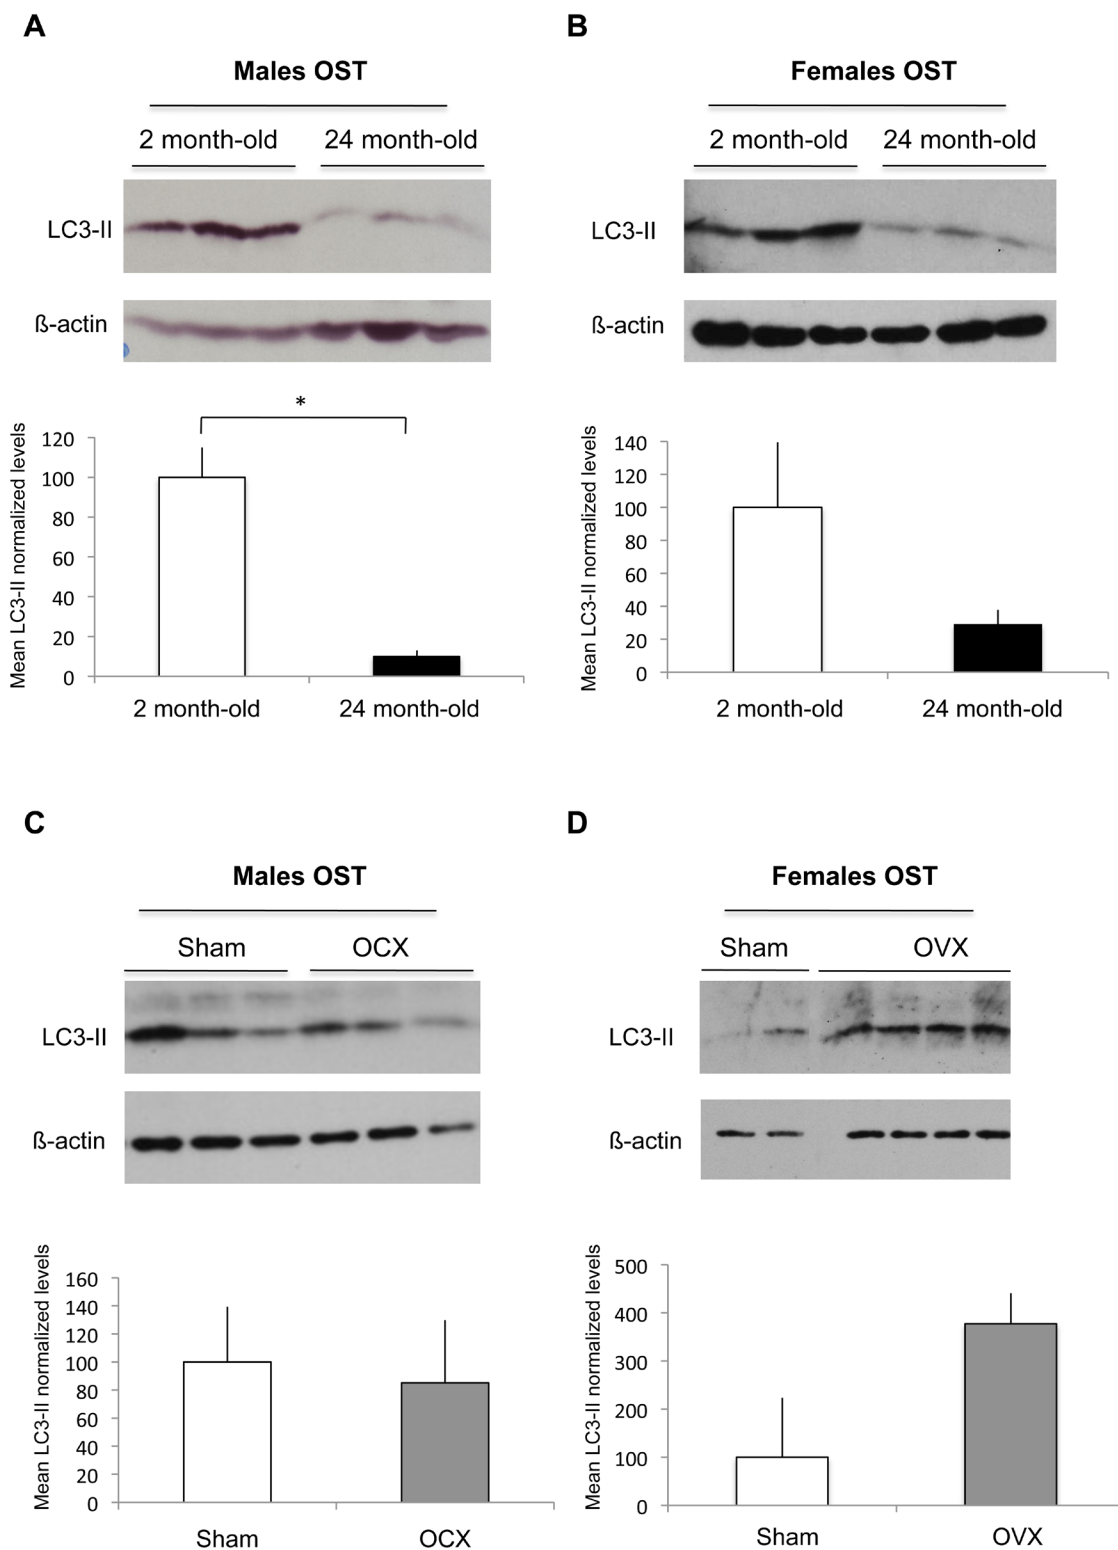 A
Males OST
2 month-old 24 month-old
LC3-II
ß-actin
*
Mean LC3-II normalized levels
120
100
80
60
40
20
0
2 month-old 24 month-old
B
Females OST
2 month-old 24 month-old
LC3-II
ß-actin
Mean LC3-II normalized levels
140
120
100
80
60
40
20
0
2 month-old 24 month-old
C
Males OST
Sham OCX
LC3-II
ß-actin
Mean LC3-II normalized levels
160
140
120
100
80
60
40
20
0
Sham OCX
D
Females OST
Sham OVX
LC3-II
ß-actin
Mean LC3-II normalized levels
500
400
300
200
100
0
Sham OVX